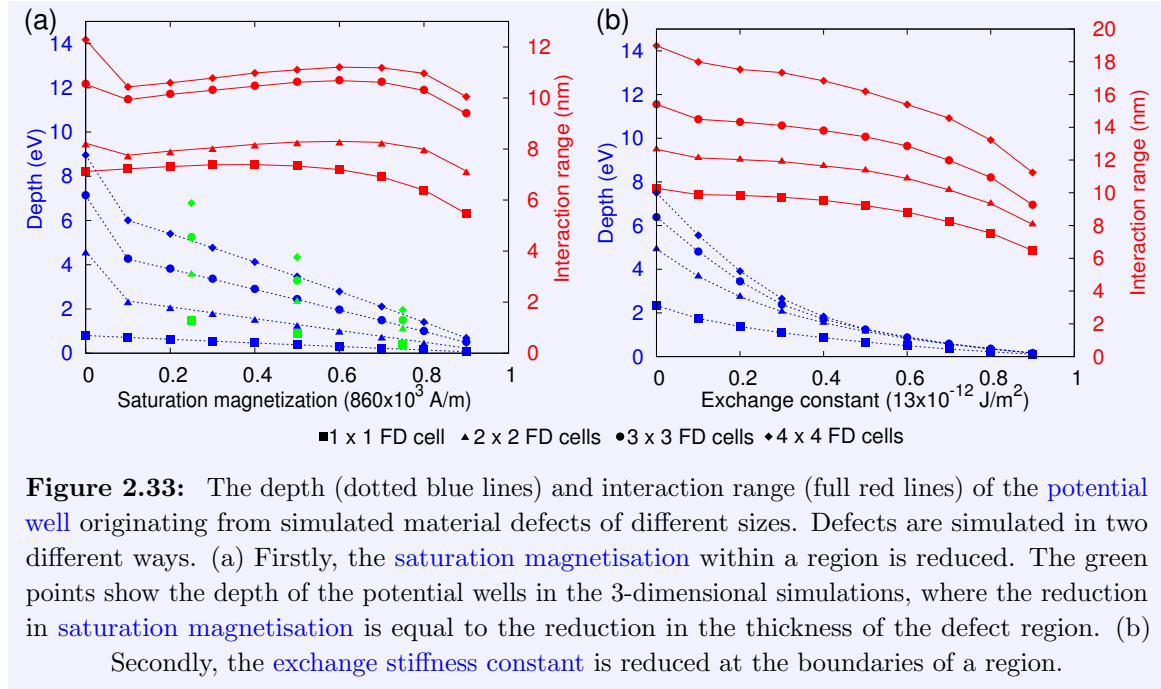 (a)
(b)
14
12
10
8
6
4
2
0
Depth (eV)
12
10
8
6
4
2
0
Interaction range (nm)
0 0.2 0.4 0.6 0.8 1
Saturation magnetization (860x10³ A/m)
14
12
10
8
6
4
2
0
Depth (eV)
20
18
16
14
12
10
8
6
4
2
0
Interaction range (nm)
0 0.2 0.4 0.6 0.8 1
Exchange constant (13x10⁻¹² J/m²)
■1 x 1 FD cell ▲2 x 2 FD cells ●3 x 3 FD cells ◆4 x 4 FD cells
Figure 2.33: The depth (dotted blue lines) and interaction range (full red lines) of the potential
well originating from simulated material defects of different sizes. Defects are simulated in two
different ways. (a) Firstly, the saturation magnetisation within a region is reduced. The green
points show the depth of the potential wells in the 3-dimensional simulations, where the reduction
in saturation magnetisation is equal to the reduction in the thickness of the defect region. (b)
Secondly, the exchange stiffness constant is reduced at the boundaries of a region.